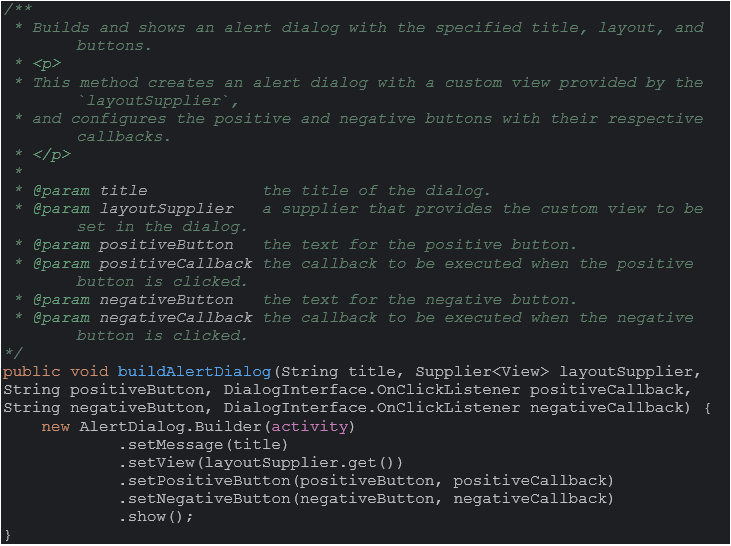 /**
 * Builds and shows an alert dialog with the specified title, layout, and
        buttons.
 * <p>
 * This method creates an alert dialog with a custom view provided by the
        `layoutSupplier`,
 * and configures the positive and negative buttons with their respective
        callbacks.
 * </p>
 *
 * @param title            the title of the dialog.
 * @param layoutSupplier   a supplier that provides the custom view to be
        set in the dialog.
 * @param positiveButton   the text for the positive button.
 * @param positiveCallback the callback to be executed when the positive
        button is clicked.
 * @param negativeButton   the text for the negative button.
 * @param negativeCallback the callback to be executed when the negative
        button is clicked.
*/
public void buildAlertDialog(String title, Supplier<View> layoutSupplier,
String positiveButton, DialogInterface.OnClickListener positiveCallback,
String negativeButton, DialogInterface.OnClickListener negativeCallback) {
    new AlertDialog.Builder(activity)
            .setMessage(title)
            .setView(layoutSupplier.get())
            .setPositiveButton(positiveButton, positiveCallback)
            .setNegativeButton(negativeButton, negativeCallback)
            .show();
}